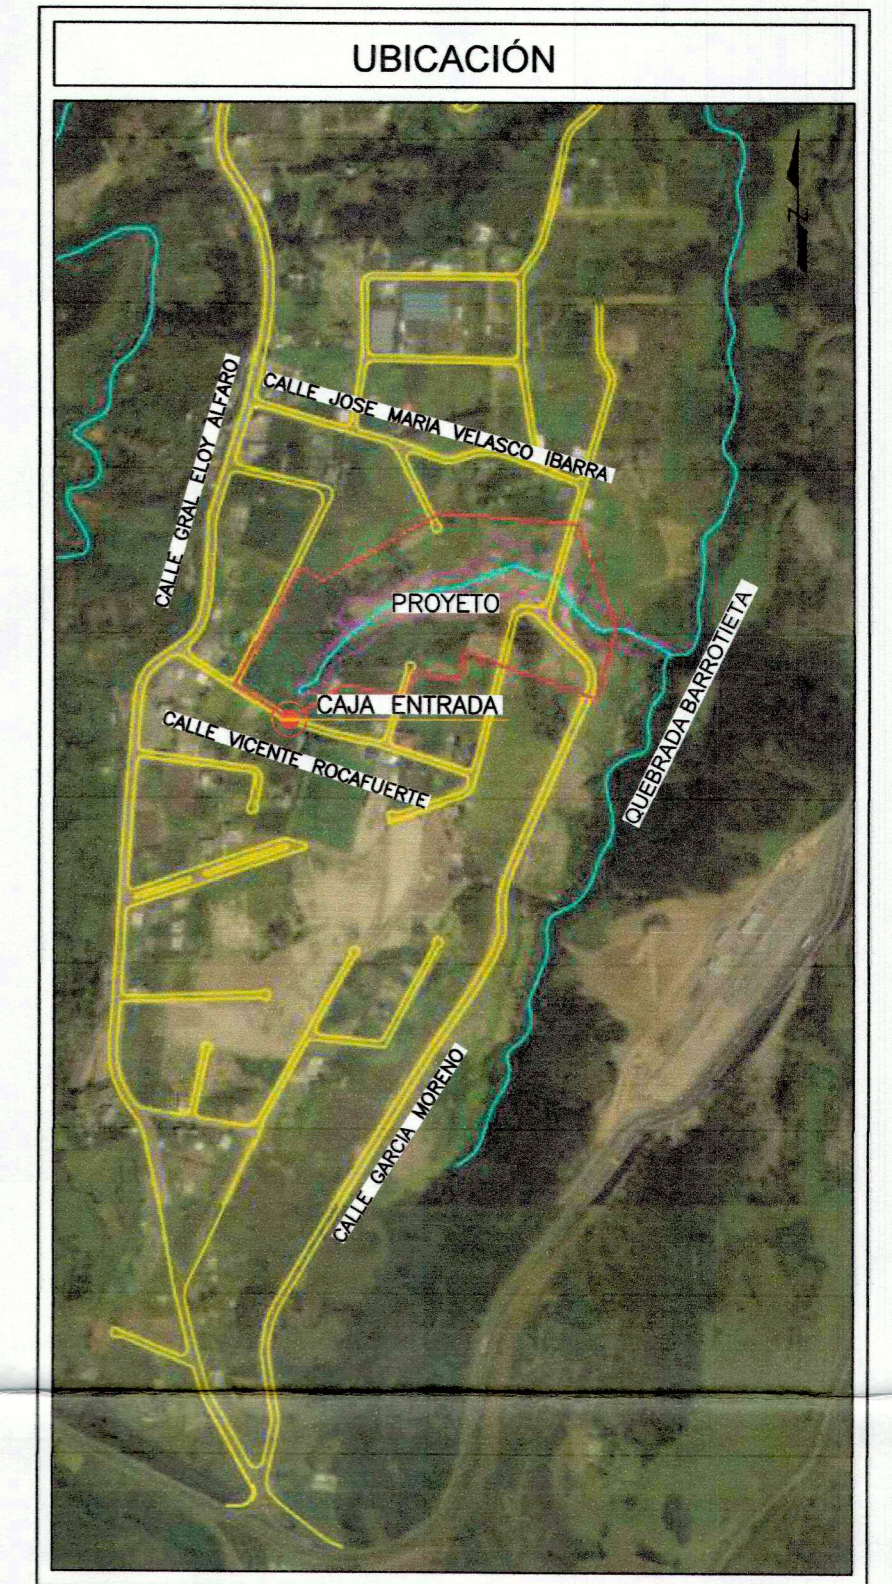 UBICACIÓN
N
CALLE GRAL ELOY ALFARO
CALLE JOSE MARIA VELASCO IBARRA
PROYETO
CAJA ENTRADA
CALLE VICENTE ROCAFUERTE
QUEBRADA BARROTIETA
CALLE GARCIA MORENO